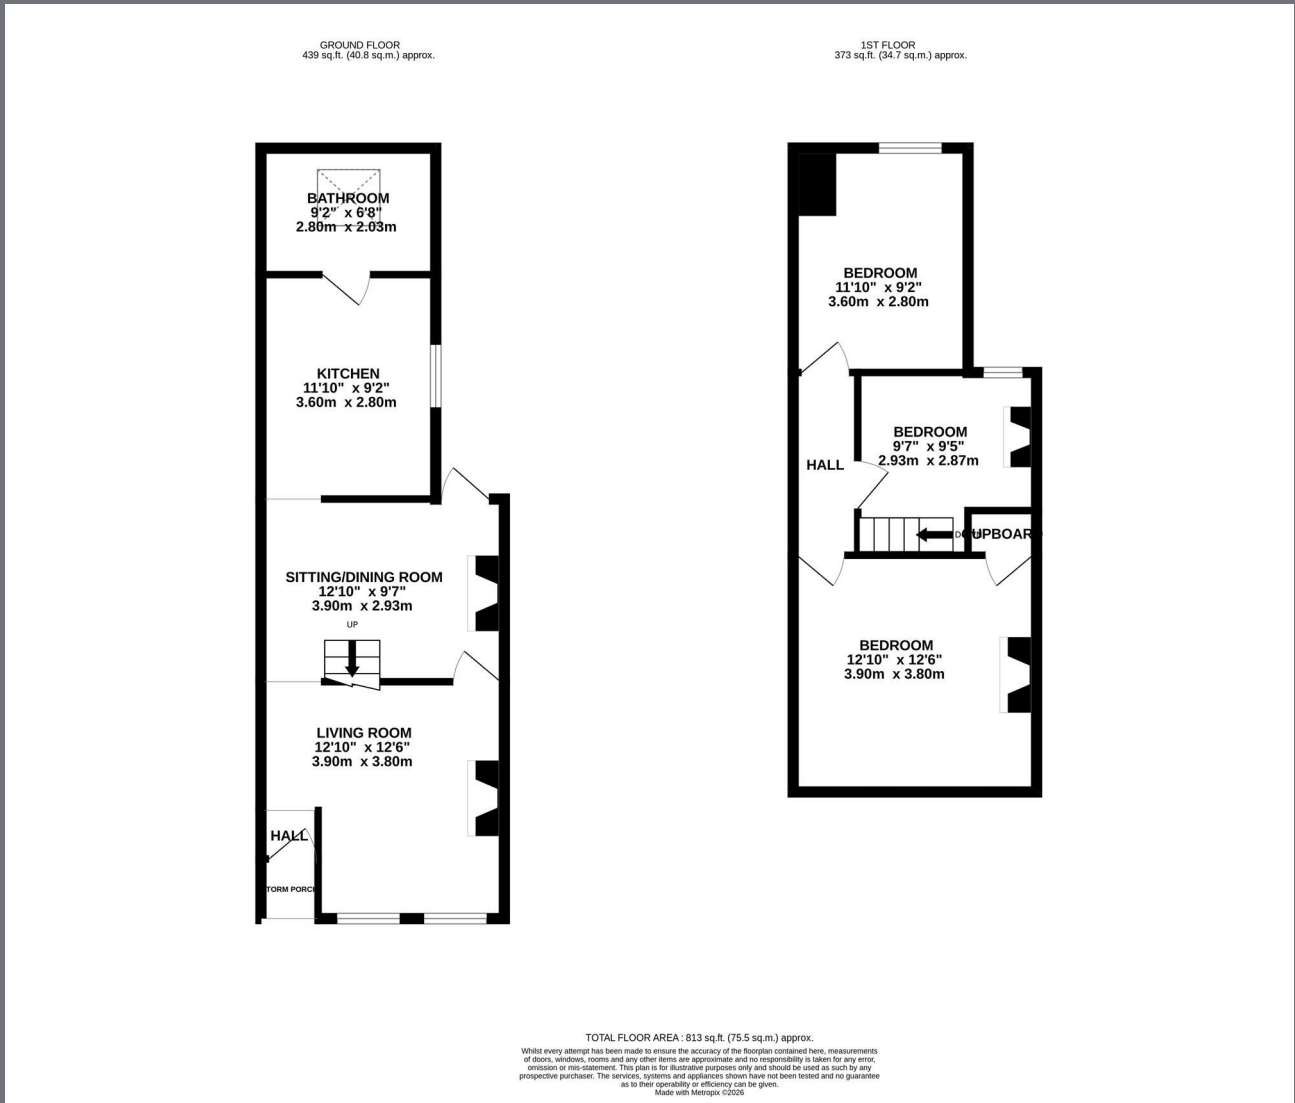 GROUND FLOOR
439 sq.ft. (40.8 sq.m.) approx.
1ST FLOOR
373 sq.ft. (34.7 sq.m.) approx.
BATHROOM
9'2" x 6'8"
2.80m x 2.03m
KITCHEN
11'10" x 9'2"
3.60m x 2.80m
SITTING/DINING ROOM
12'10" x 9'7"
3.90m x 2.93m
UP
LIVING ROOM
12'10" x 12'6"
3.90m x 3.80m
HALL
TORM PORC
BEDROOM
11'10" x 9'2"
3.60m x 2.80m
BEDROOM
9'7" x 9'5"
2.93m x 2.87m
HALL
CUPBOARD
BEDROOM
12'10" x 12'6"
3.90m x 3.80m
TOTAL FLOOR AREA : 813 sq.ft. (75.5 sq.m.) approx.
Whilst every attempt has been made to ensure the accuracy of the floorplan contained here, measurements
of doors, windows, rooms and any other items are approximate and no responsibility is taken for any error,
omission or mis-statement. This plan is for illustrative purposes only and should be used as such by any
prospective purchaser. The services, systems and appliances shown have not been tested and no guarantee
as to their operability or efficiency can be given.
Made with Metropix ©2026